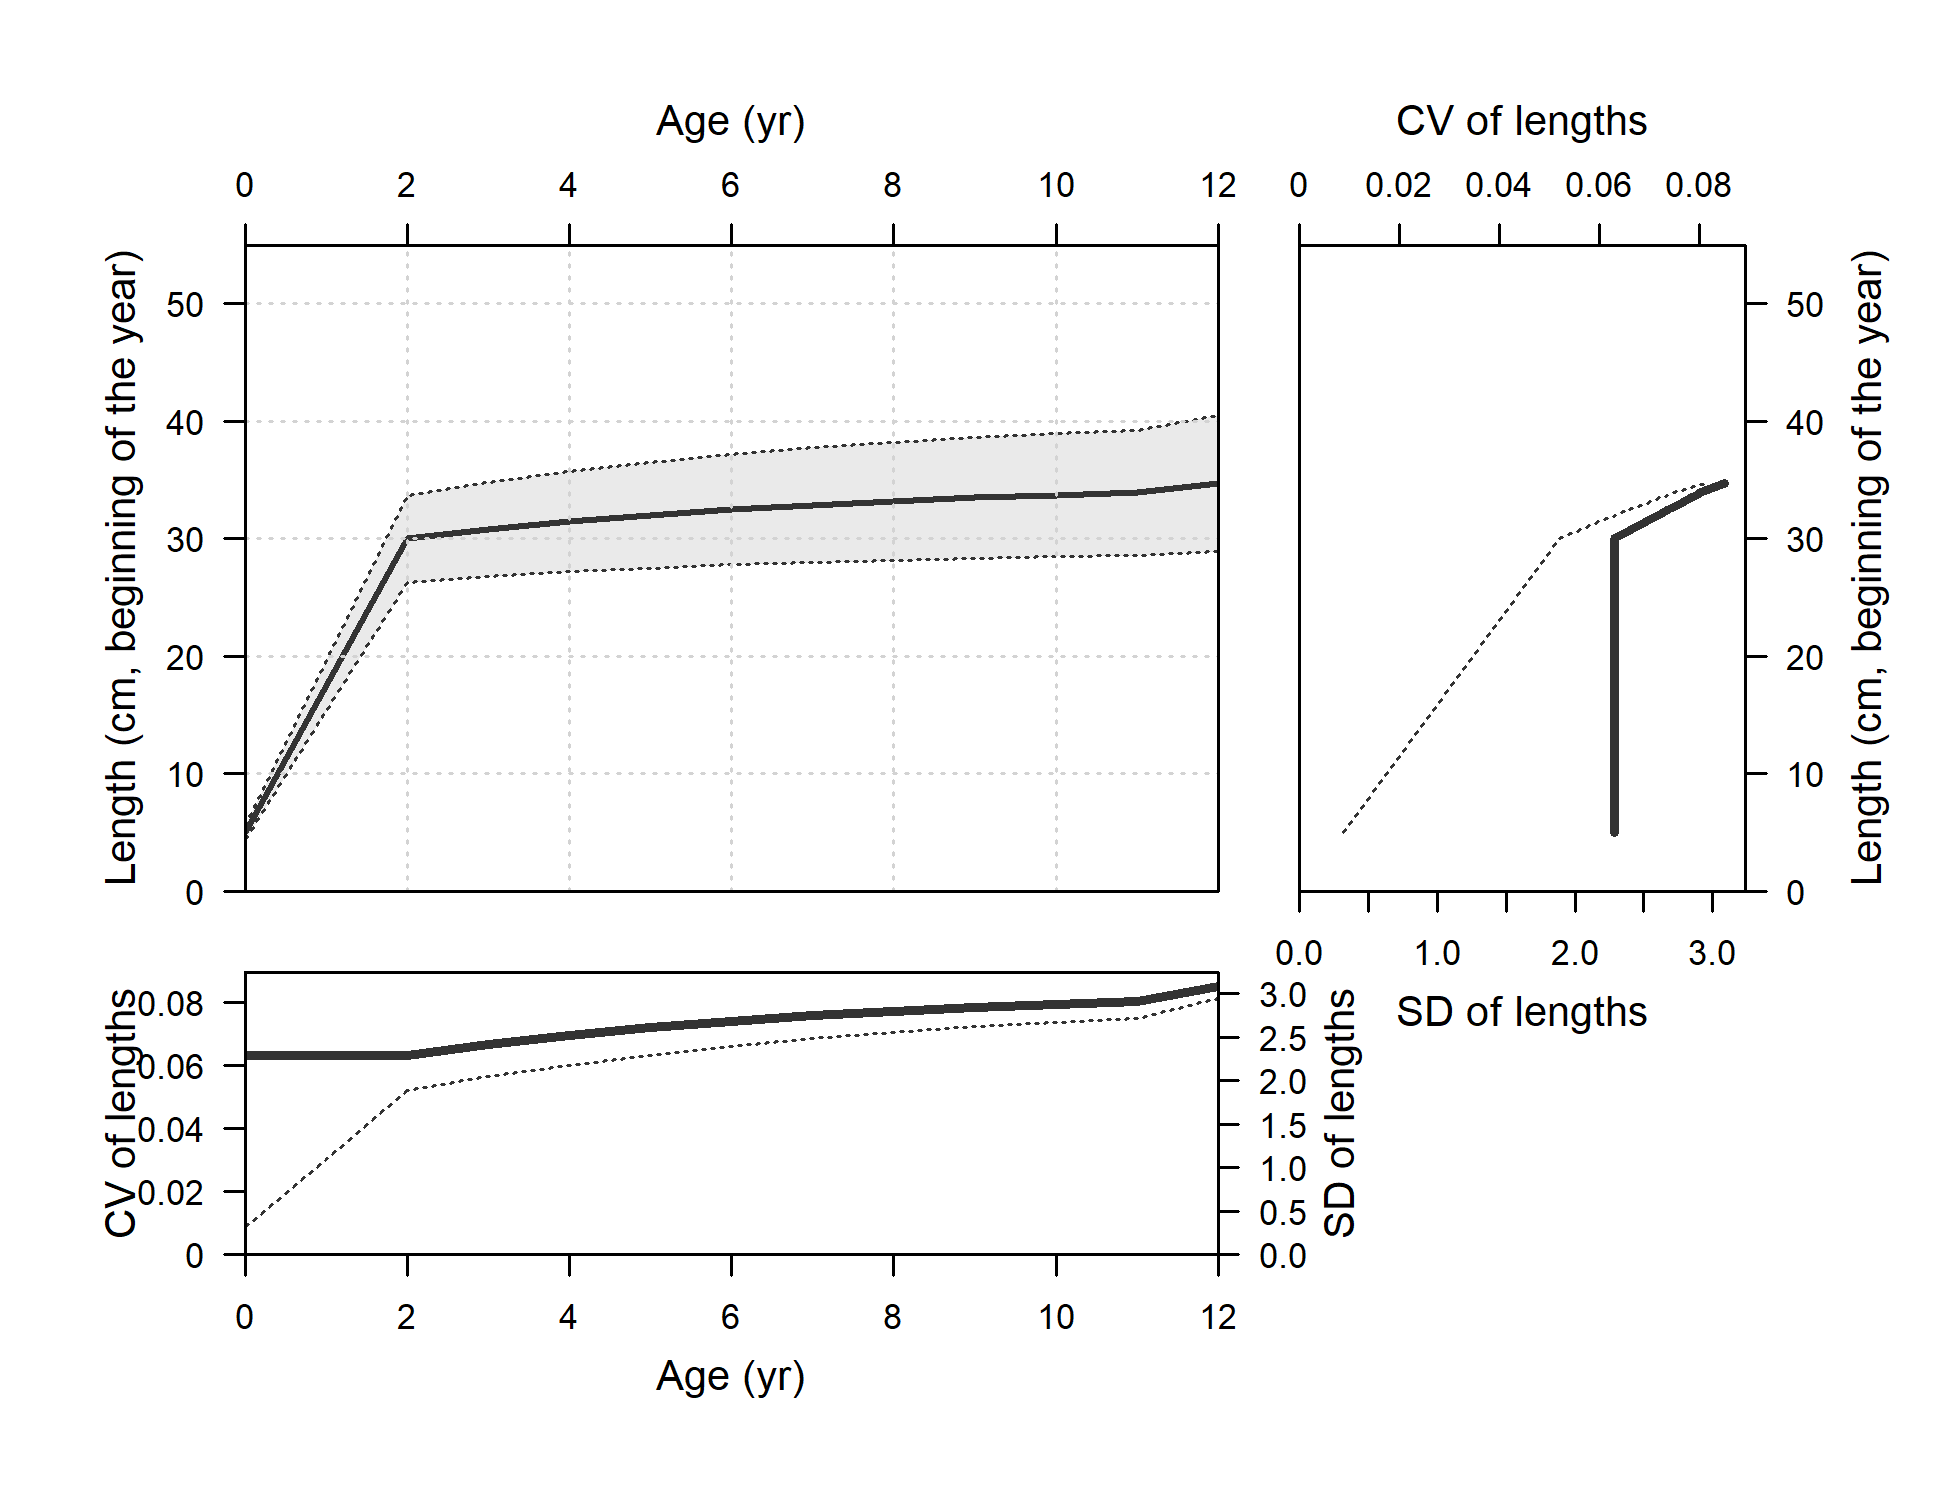 Age (yr)
CV of lengths
0 2 4 6 8 10 12
0 0.02 0.04 0.06 0.08
Length (cm, beginning of the year)
50
40
30
20
10
0
50
40
30
20
10
0
Length (cm, beginning of the year)
0.0 1.0 2.0 3.0
SD of lengths
CV of lengths
0.08
0.06
0.04
0.02
0
3.0
2.5
2.0
1.5
1.0
0.5
0.0
SD of lengths
0 2 4 6 8 10 12
Age (yr)